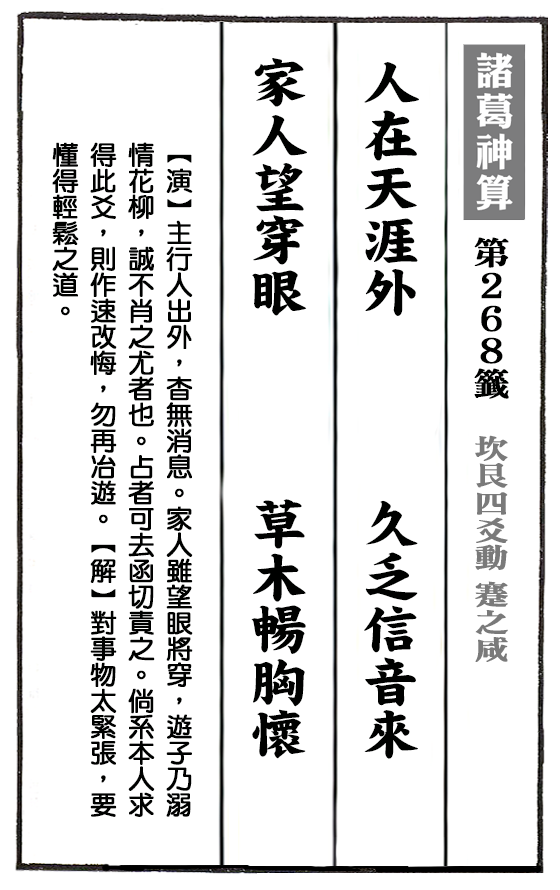 諸葛神算 第268籤 坎艮四爻動 蹇之咸
人在天涯外 久乏信音來
家人望穿眼 草木暢胸懷
【演】主行人出外，杳無消息。家人雖望眼將穿，遊子乃溺
情花柳，誠不肖之尤者也。占者可去函切責之。倘系本人求
得此爻，則作速改悔，勿再冶遊。【解】對事物太緊張，要
懂得輕鬆之道。